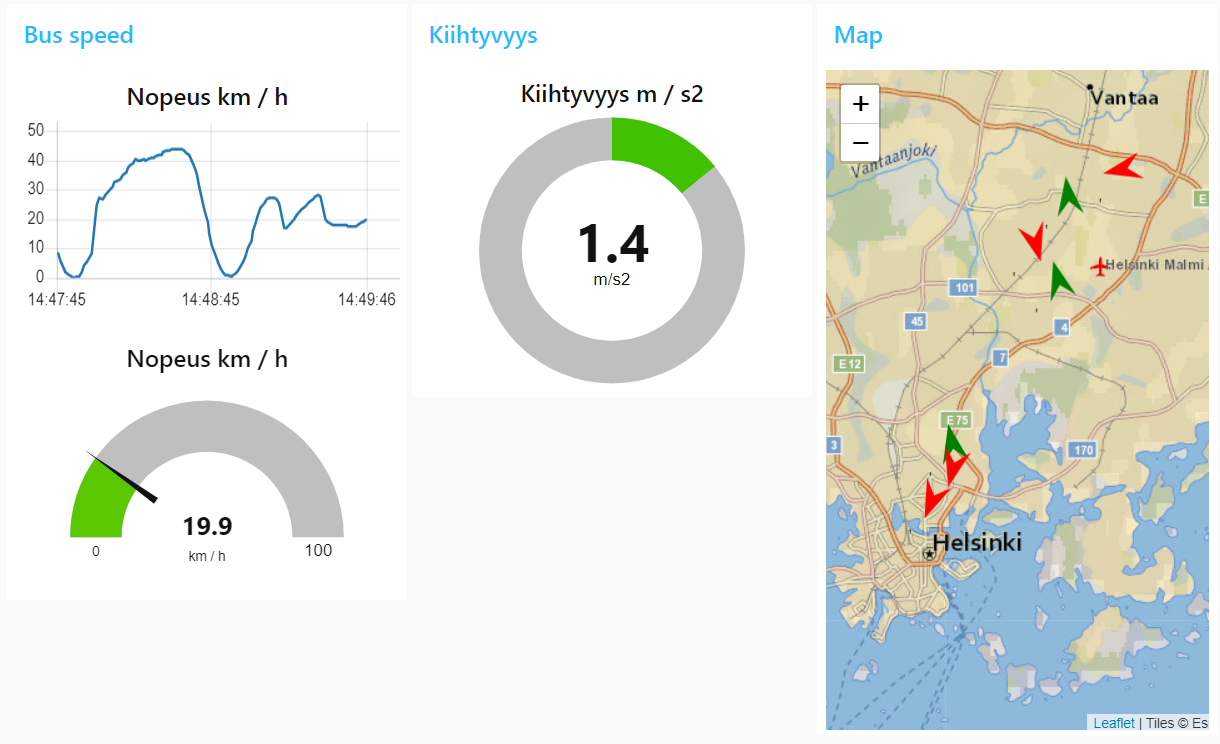 Bus speed
Nopeus km / h
50
40
30
20
10
0
14:47:45 14:48:45 14:49:46
Nopeus km / h
19.9
0 km / h 100
Kiihtyvyys
Kiihtyvyys m / s2
1.4
m/s2
Map
+
−
Vantaa
Vantaanjoki
E
Helsinki Malmi
101
45
4
7
E12
E75
3
170
Helsinki
Leaflet | Tiles © Es